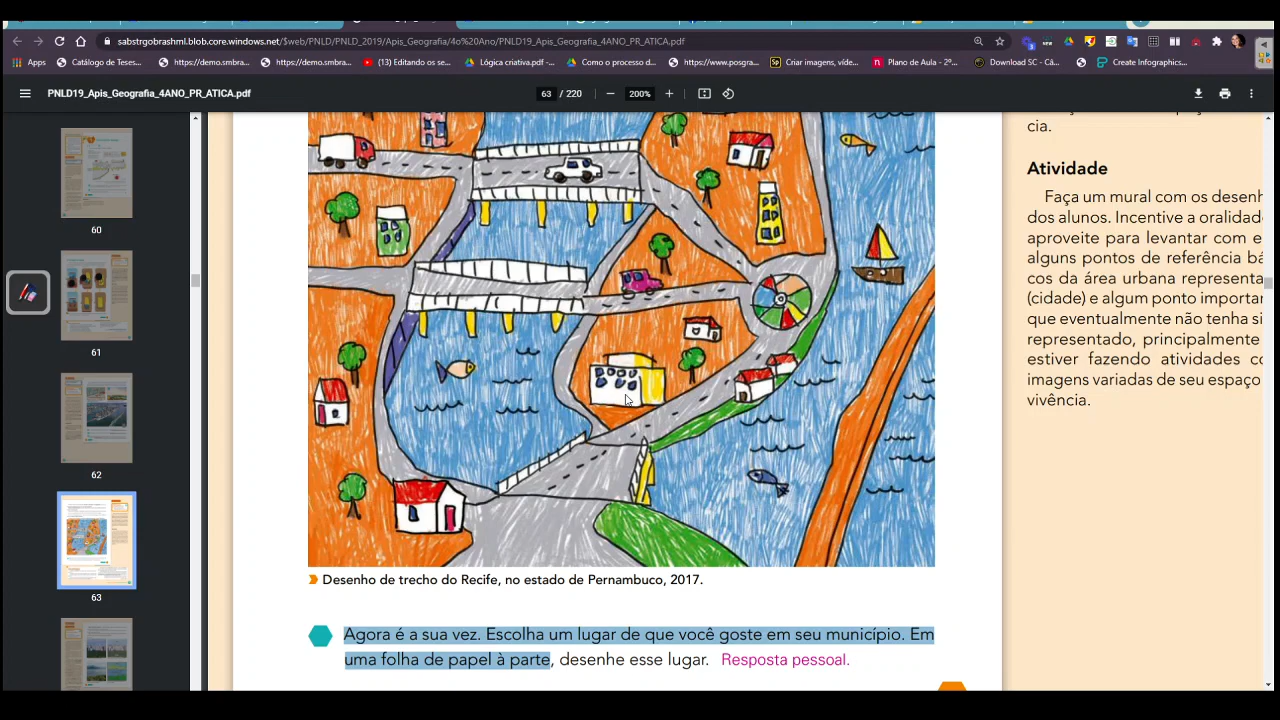 sabstrgobrashml.blob.core.windows.net/$web/PNLD/PNLD_2019/Apis_Geografia/4o%20Ano/PNLD19_Apis_Geografia_4ANO_PR_ATICA.pdf
Apps Catálogo de Teses... https://demo.smbra... https://demo.smbra... (13) Editando os se... Lógica criativa.pdf -... Como o processo d... https://www.posgra... Criar imagens, víde... Plano de Aula - 2º... Download SC - Câ... Create Infographics...
PNLD19_Apis_Geografia_4ANO_PR_ATICA.pdf 63 / 220 200%
60
61
62
63
cia.
Atividade
Faça um mural com os desenh
dos alunos. Incentive a oralidad
aproveite para levantar com e
alguns pontos de referência bá
cos da área urbana representa
(cidade) e algum ponto importan
que eventualmente não tenha si
representado, principalmente
estiver fazendo atividades co
imagens variadas de seu espaço
vivência.
Desenho de trecho do Recife, no estado de Pernambuco, 2017.
Agora é a sua vez. Escolha um lugar de que você goste em seu município. Em
uma folha de papel à parte, desenhe esse lugar. Resposta pessoal.